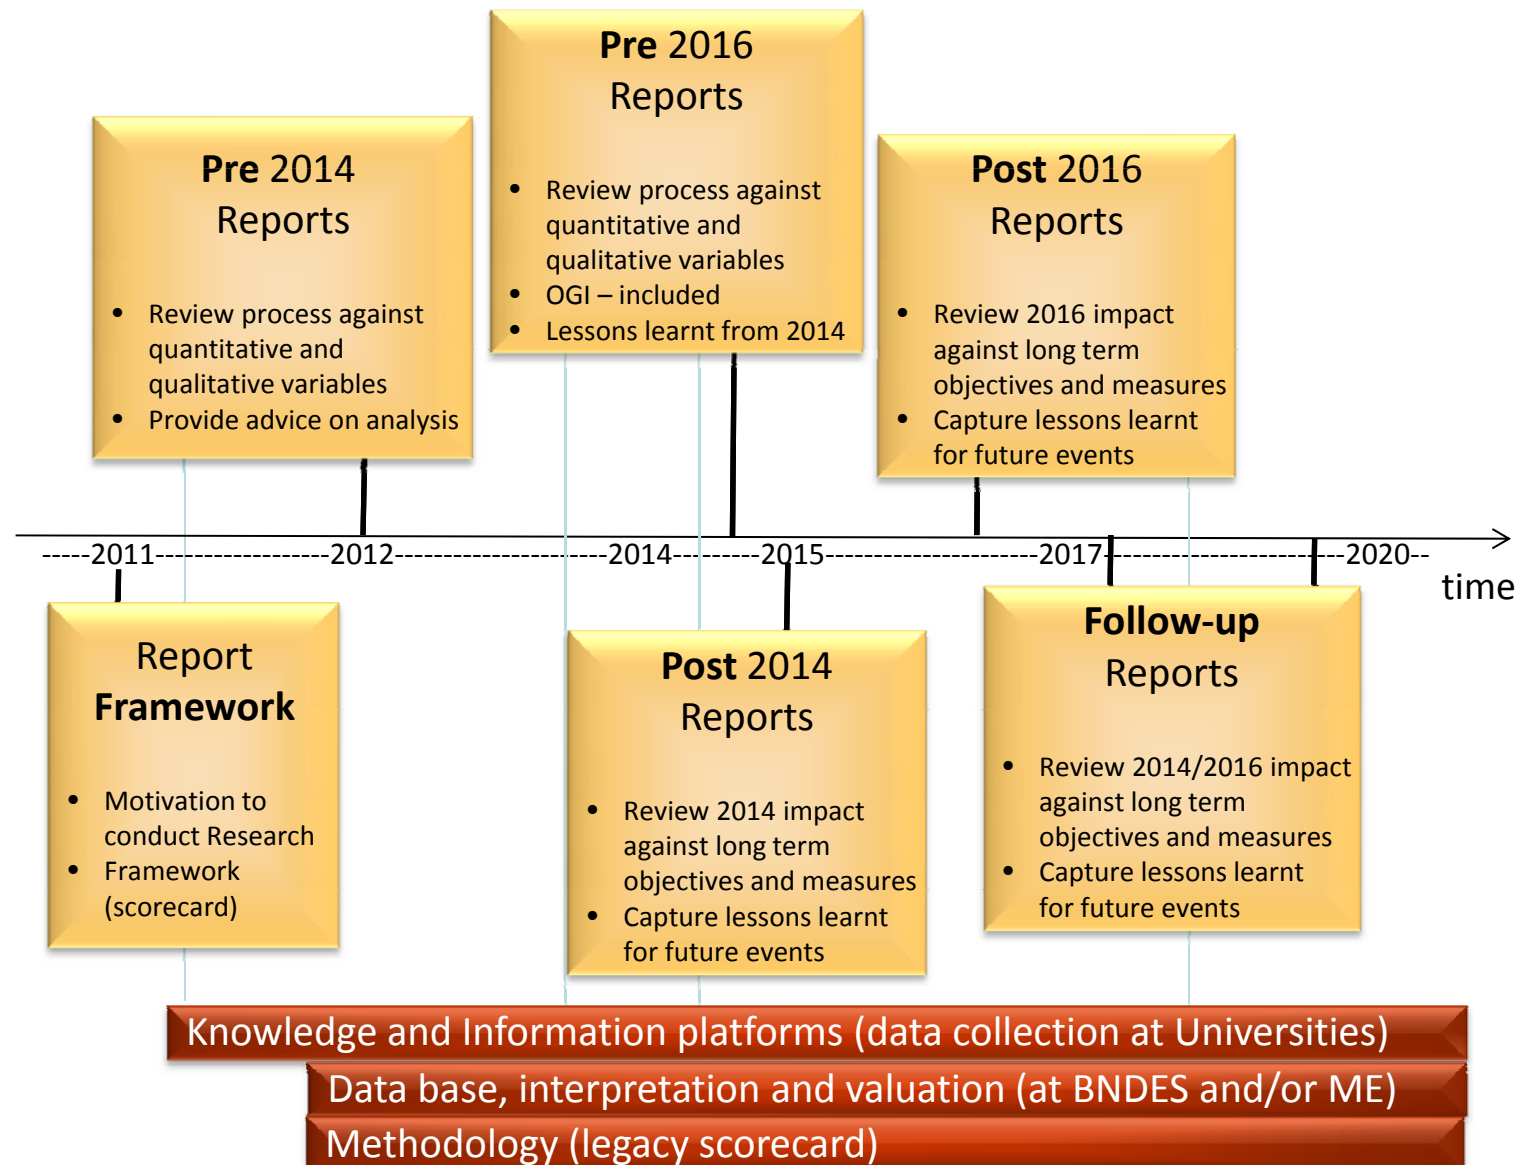 Pre 2016
Reports
• Review process against
quantitative and
qualitative variables
• OGI – included
• Lessons learnt from 2014
Pre 2014
Reports
• Review process against
quantitative and
qualitative variables
• Provide advice on analysis
Post 2016
Reports
• Review 2016 impact
against long term
objectives and measures
• Capture lessons learnt
for future events
-----2011-----------------2012------------------2014-------2015------------------2017--------------------2020--
time
Report
Framework
• Motivation to
conduct Research
• Framework
(scorecard)
Post 2014
Reports
• Review 2014 impact
against long term
objectives and measures
• Capture lessons learnt
for future events
Follow-up
Reports
• Review 2014/2016 impact
against long term
objectives and measures
• Capture lessons learnt
for future events
Knowledge and Information platforms (data collection at Universities)
Data base, interpretation and valuation (at BNDES and/or ME)
Methodology (legacy scorecard)